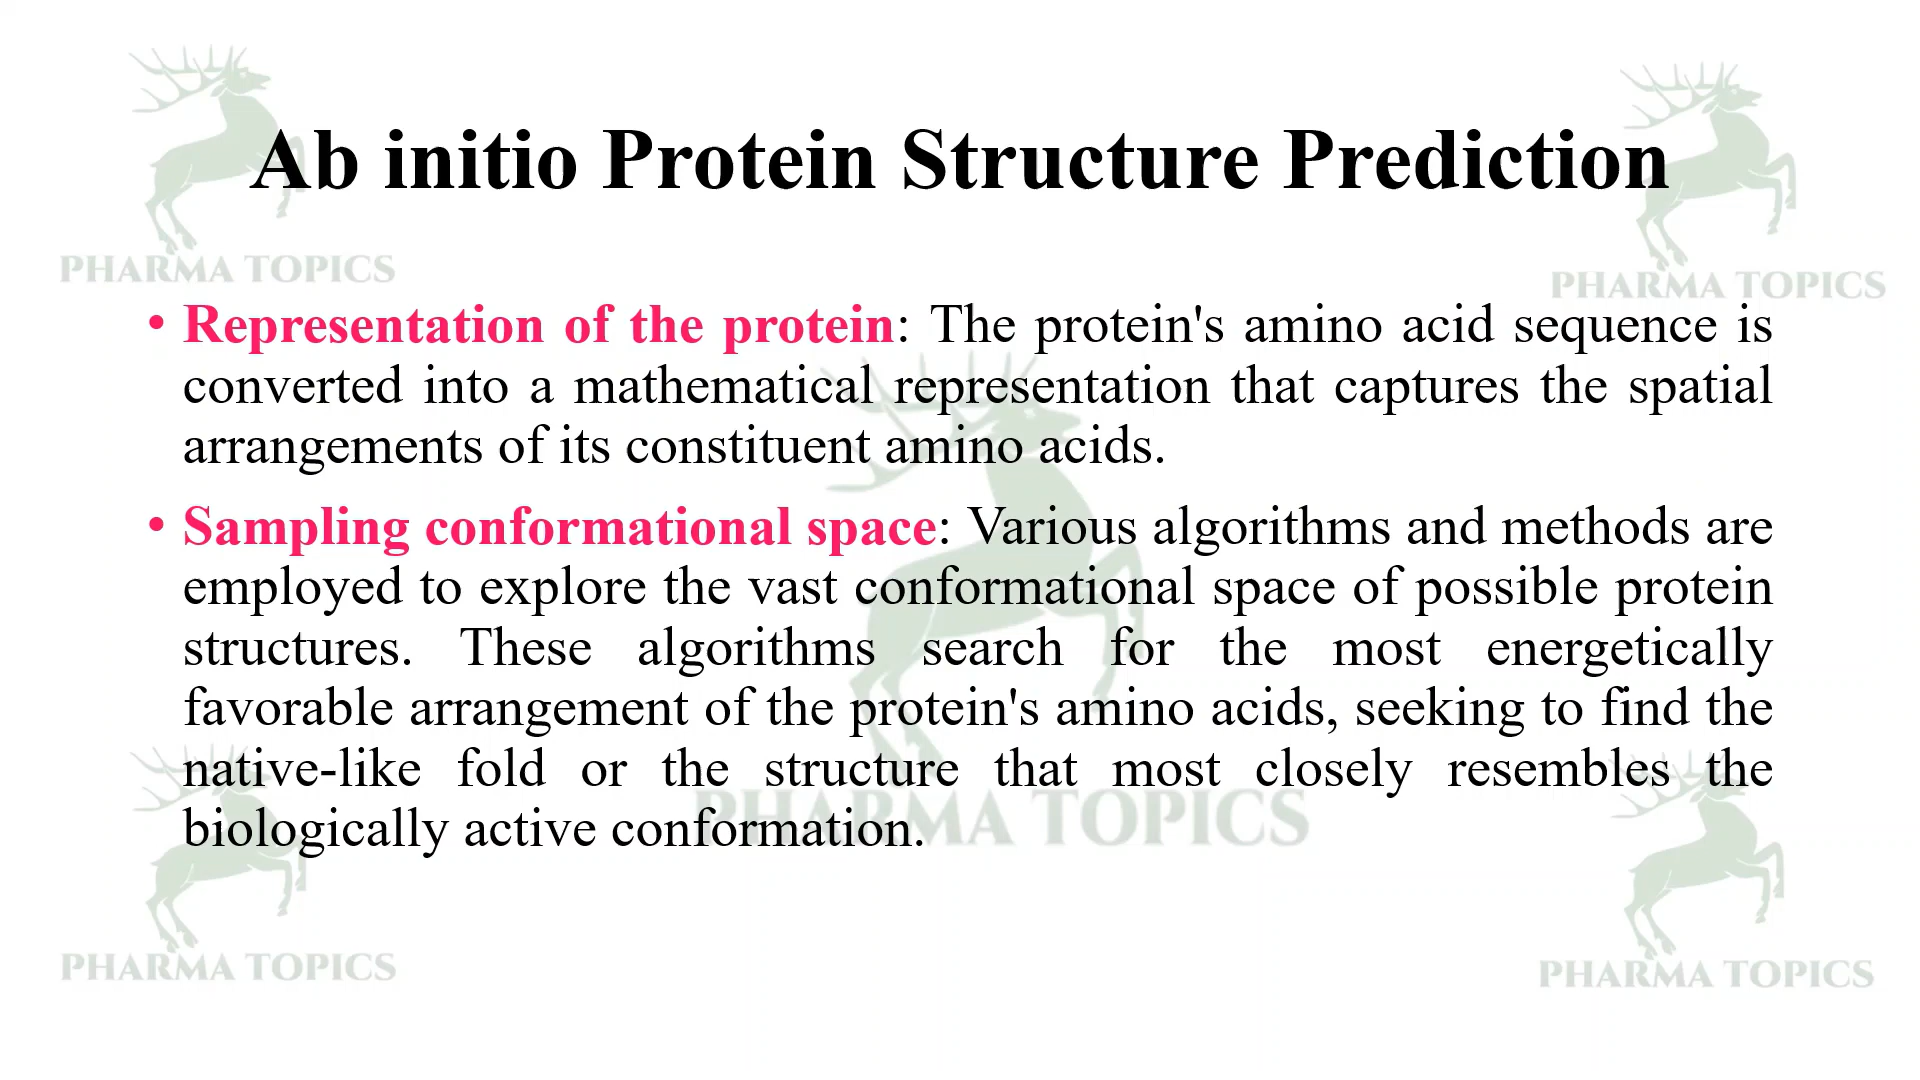 Ab initio Protein Structure Prediction
PHARMA TOPICS
PHARMA TOPICS
• Representation of the protein: The protein's amino acid sequence is
converted into a mathematical representation that captures the spatial
arrangements of its constituent amino acids.
• Sampling conformational space: Various algorithms and methods are
employed to explore the vast conformational space of possible protein
structures. These algorithms search for the most energetically
favorable arrangement of the protein's amino acids, seeking to find the
native-like fold or the structure that most closely resembles the
biologically active conformation.
PHARMA TOPICS
PHARMA TOPICS
PHARMA TOPICS